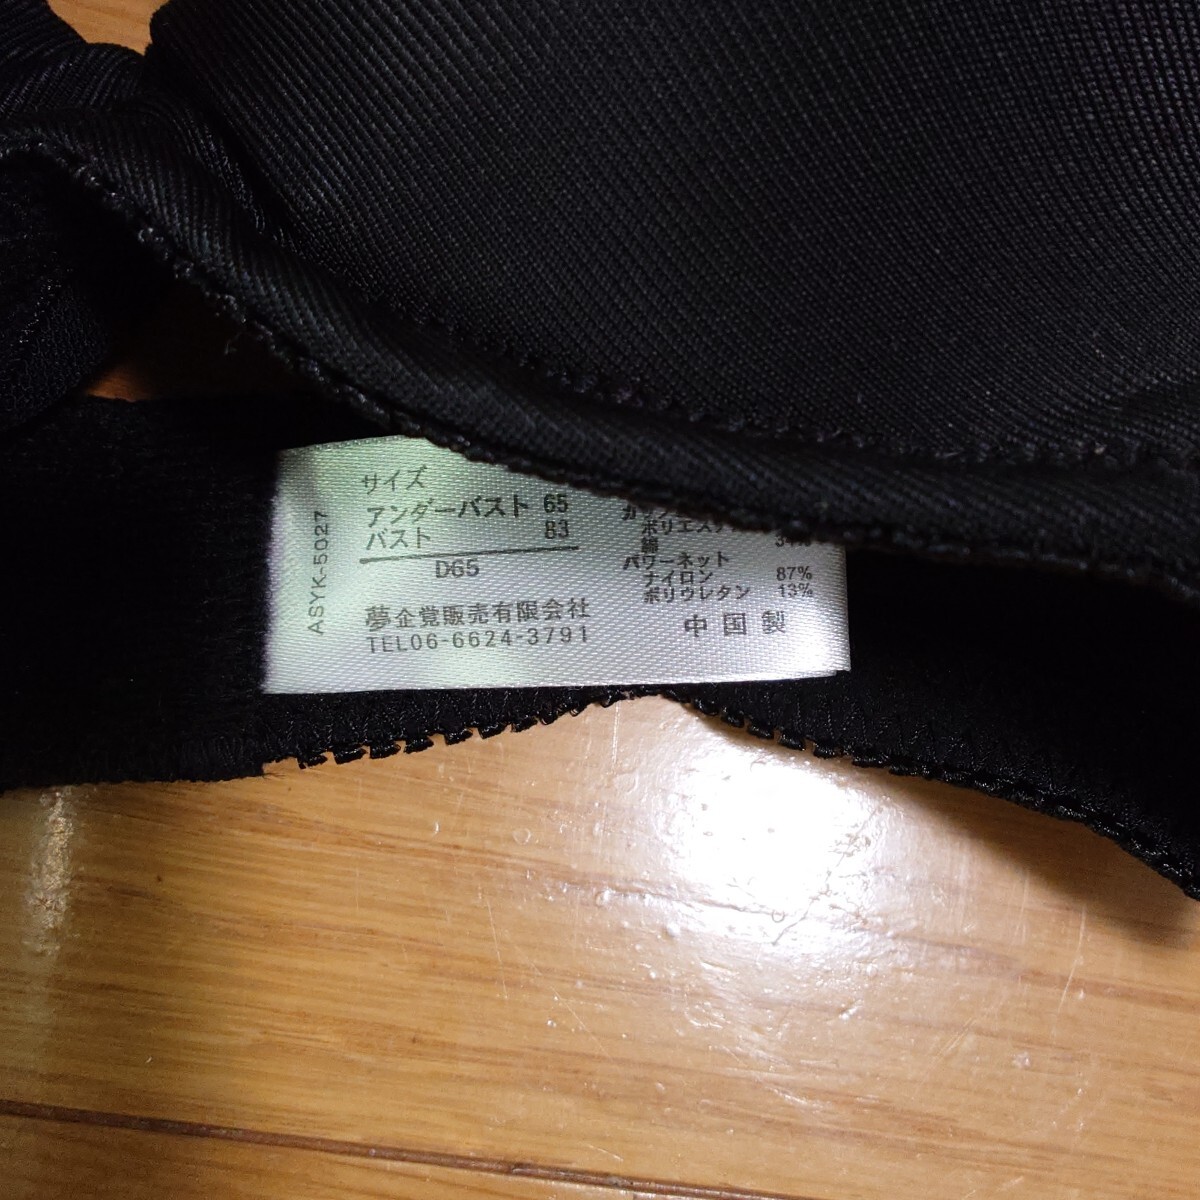 ASYK-5027
サイズ
アンダーバスト 65
バスト 83
D65
夢企覚販売有限会社
TEL06-6624-3791
綿
パワーネット
ナイロン 87%
ポリウレタン 13%
中国製